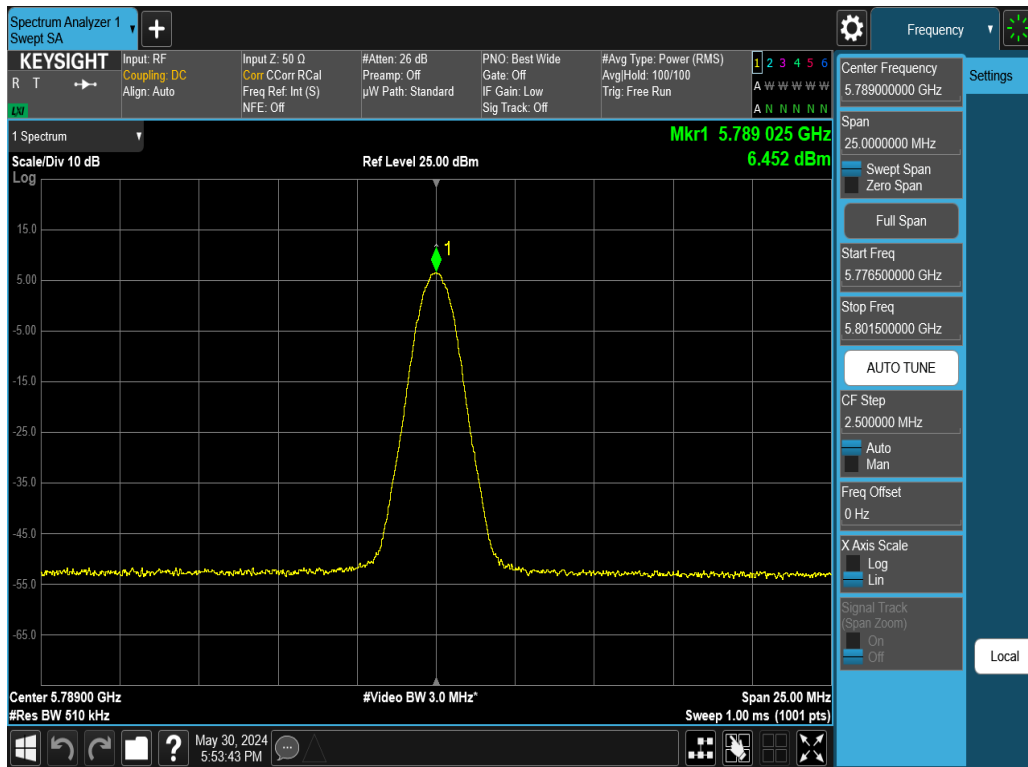 Spectrum Analyzer 1
Swept SA
Frequency
KEYSIGHT
R T
LXI
Input: RF
Coupling: DC
Align: Auto
Input Z: 50 Ω
Corr CCorr RCal
Freq Ref: Int (S)
NFE: Off
#Atten: 26 dB
Preamp: Off
µW Path: Standard
PNO: Best Wide
Gate: Off
IF Gain: Low
Sig Track: Off
#Avg Type: Power (RMS)
Avg|Hold: 100/100
Trig: Free Run
1 2 3 4 5 6
A W W W W W
A N N N N N
1 Spectrum
Mkr1 5.789 025 GHz
Scale/Div 10 dB
Ref Level 25.00 dBm
6.452 dBm
Log
15.0
1
5.00
-5.00
-15.0
-25.0
-35.0
-45.0
-55.0
-65.0
Center 5.78900 GHz
#Video BW 3.0 MHz*
Span 25.00 MHz
#Res BW 510 kHz
Sweep 1.00 ms (1001 pts)
Center Frequency
5.789000000 GHz
Settings
Span
25.0000000 MHz
Swept Span
Zero Span
Full Span
Start Freq
5.776500000 GHz
Stop Freq
5.801500000 GHz
AUTO TUNE
CF Step
2.500000 MHz
Auto
Man
Freq Offset
0 Hz
X Axis Scale
Log
Lin
Signal Track
(Span Zoom)
On
Off
Local
?
May 30, 2024
5:53:43 PM